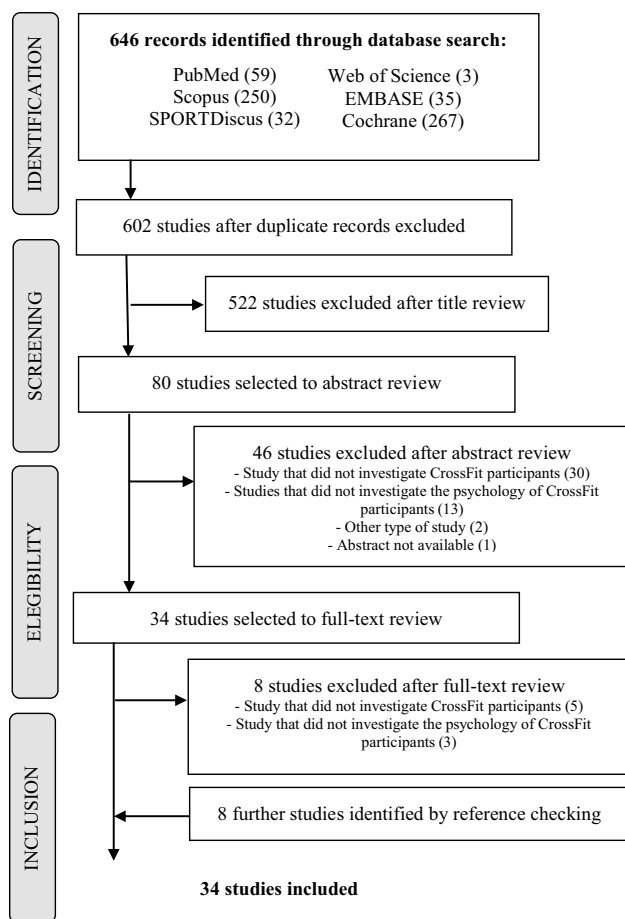 IDENTIFICATION
646 records identified through database search:
PubMed (59)
Web of Science (3)
Scopus (250)
EMBASE (35)
SPORTDiscus (32)
Cochrane (267)
602 studies after duplicate records excluded
SCREENING
522 studies excluded after title review
80 studies selected to abstract review
46 studies excluded after abstract review
- Study that did not investigate CrossFit participants (30)
- Studies that did not investigate the psychology of CrossFit
participants (13)
- Other type of study (2)
- Abstract not available (1)
ELEGIBILITY
34 studies selected to full-text review
8 studies excluded after full-text review
- Study that did not investigate CrossFit participants (5)
- Study that did not investigate the psychology of CrossFit
participants (3)
INCLUSION
8 further studies identified by reference checking
34 studies included